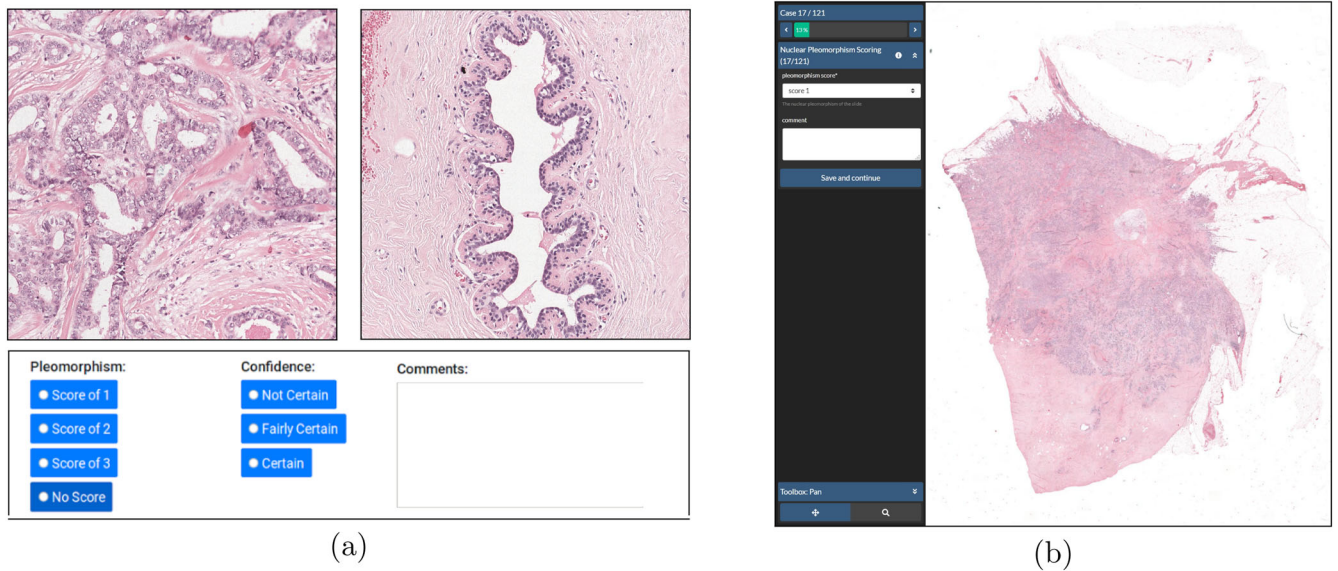 Pleomorphism:
Score of 1
Score of 2
Score of 3
No Score
Confidence:
Not Certain
Fairly Certain
Certain
Comments:
(a)
Case 17 / 121
13%
Nuclear Pleomorphism Scoring
(17/121)
pleomorphism score*
score 1
The nuclear pleomorphism of the slide
comment
Save and continue
Toolbox: Pan
(b)